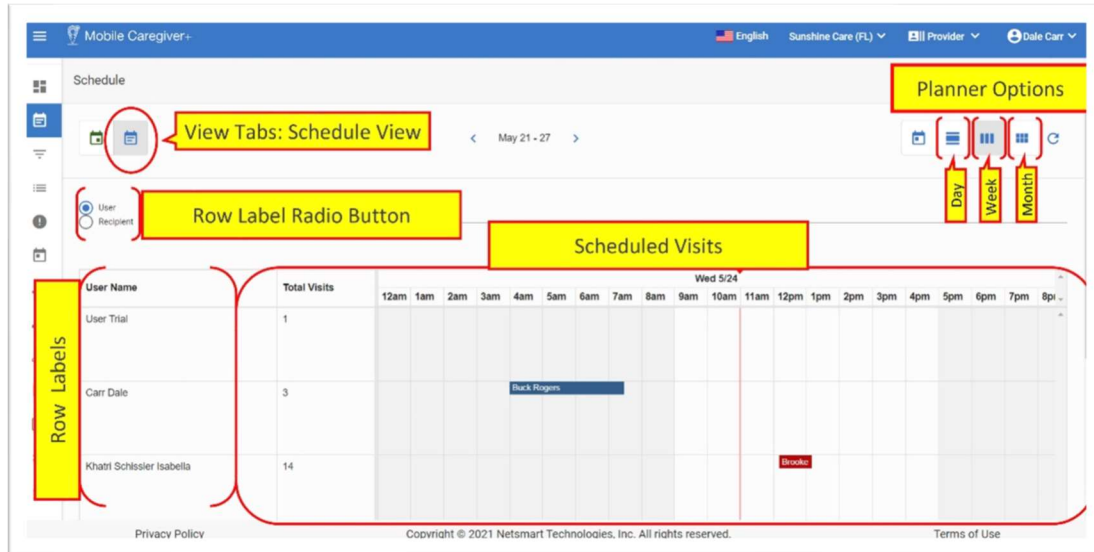 Mobile Caregiver+
English
Sunshine Care (FL)
Provider
Dale Carr
Schedule
Planner Options
View Tabs: Schedule View
May 21 - 27
Day
Week
Month
User
Recipient
Row Label Radio Button
Scheduled Visits
Row Labels
User Name
Total Visits
Wed 5/24
12am 1am 2am 3am 4am 5am 6am 7am 8am 9am 10am 11am 12pm 1pm 2pm 3pm 4pm 5pm 6pm 7pm
User Trial
1
Carr Dale
3
Buck Rogers
Khatri Schissler Isabella
14
Brooke
Privacy Policy
Copyright © 2021 Netsmart Technologies, Inc. All rights reserved.
Terms of Use